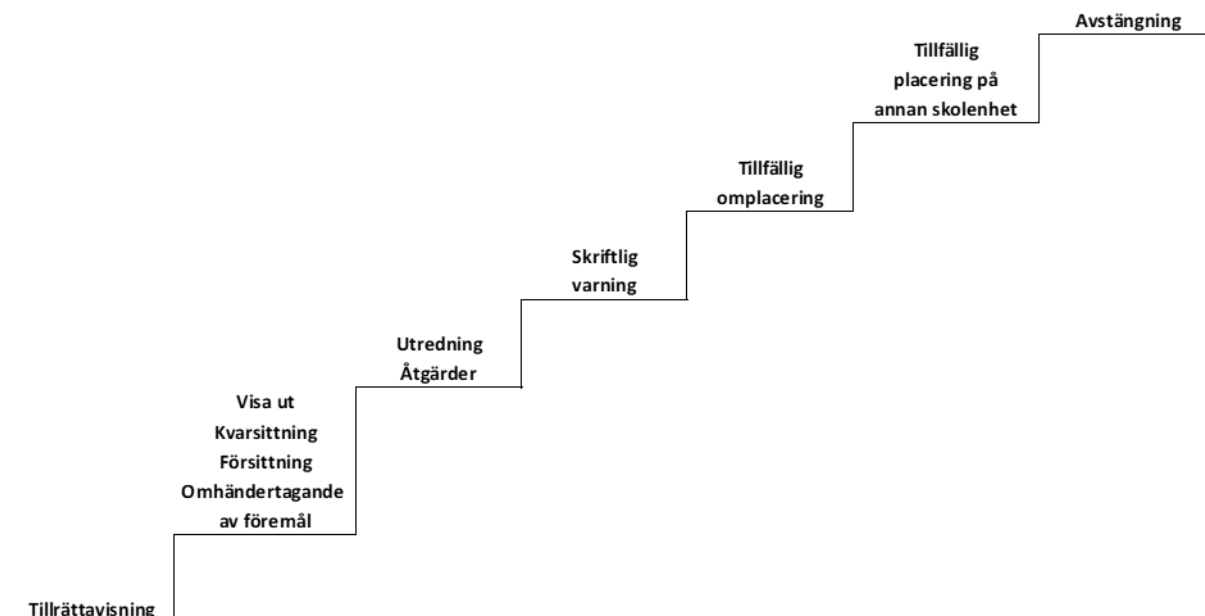 Avstängning
Tillfällig
placering på
annan skolenhet
Tillfällig
omplacering
Skriftlig
varning
Utredning
Åtgärder
Visa ut
Kvarsittning
Försittning
Omhändertagande
av föremål
Tillrättavisning